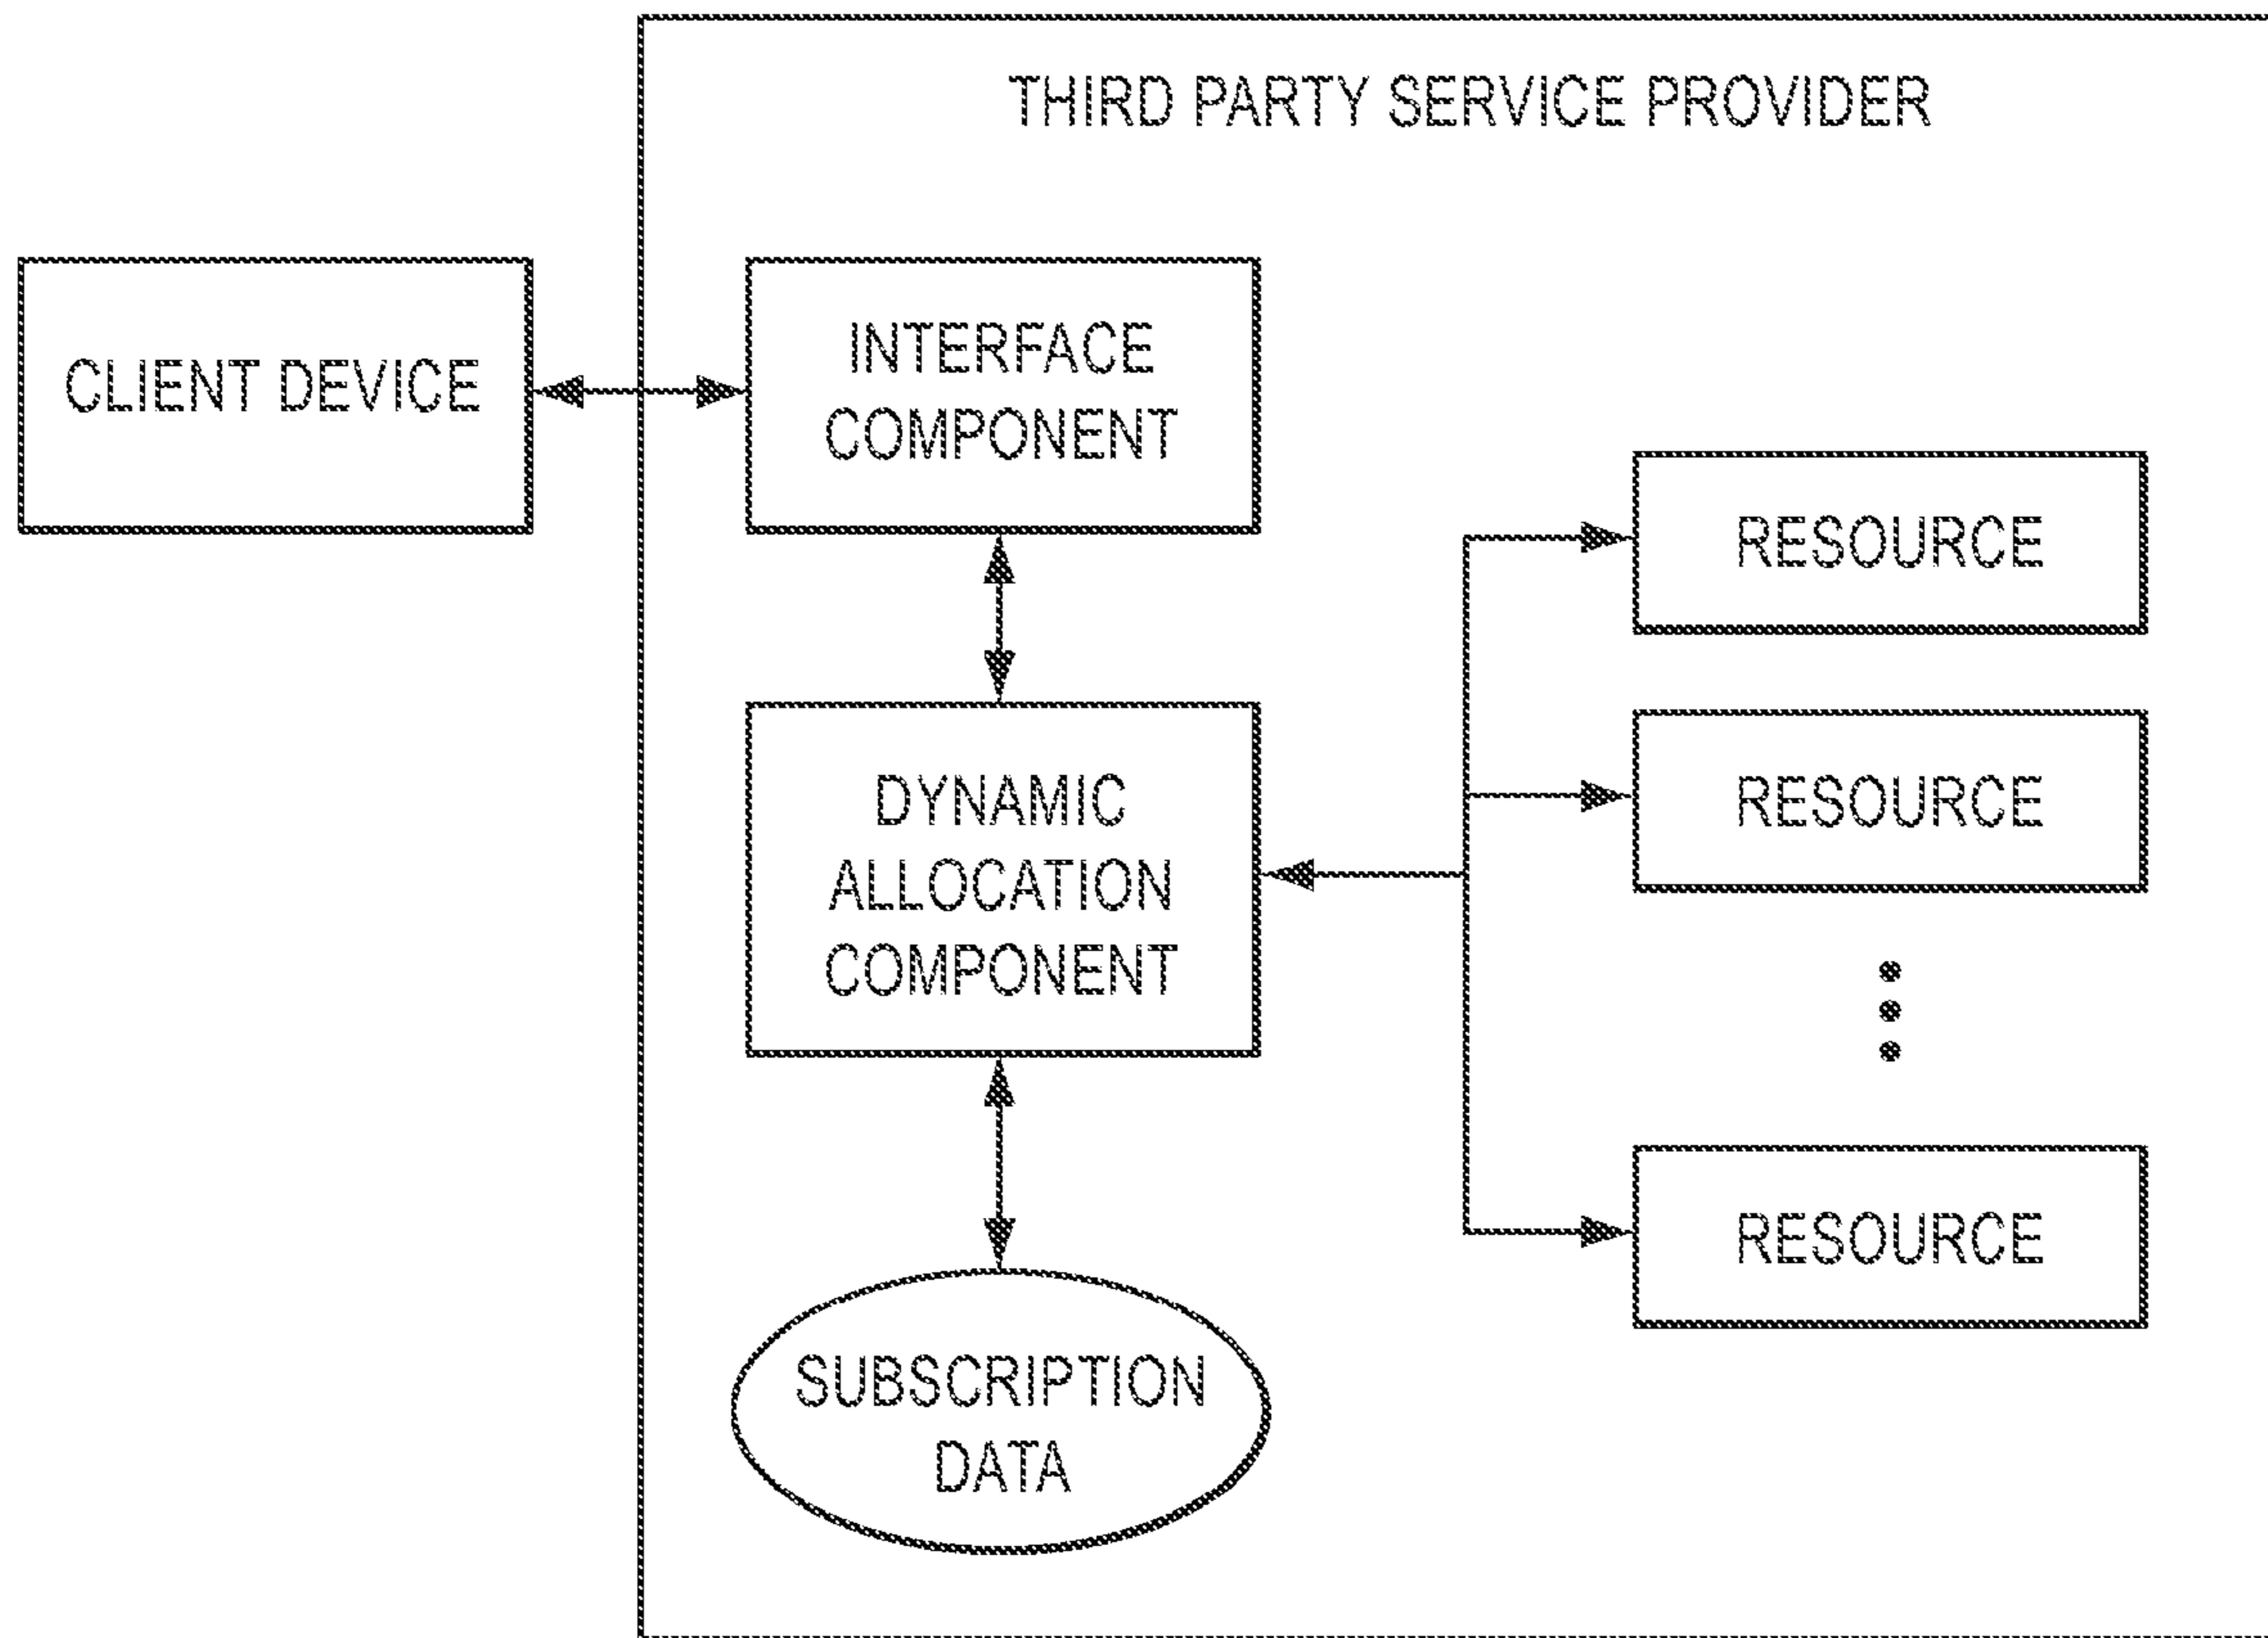 THIRD PARTY SERVICE PROVIDER
CLIENT DEVICE
INTERFACE
COMPONENT
RESOURCE
DYNAMIC
ALLOCATION
COMPONENT
RESOURCE
RESOURCE
SUBSCRIPTION
DATA